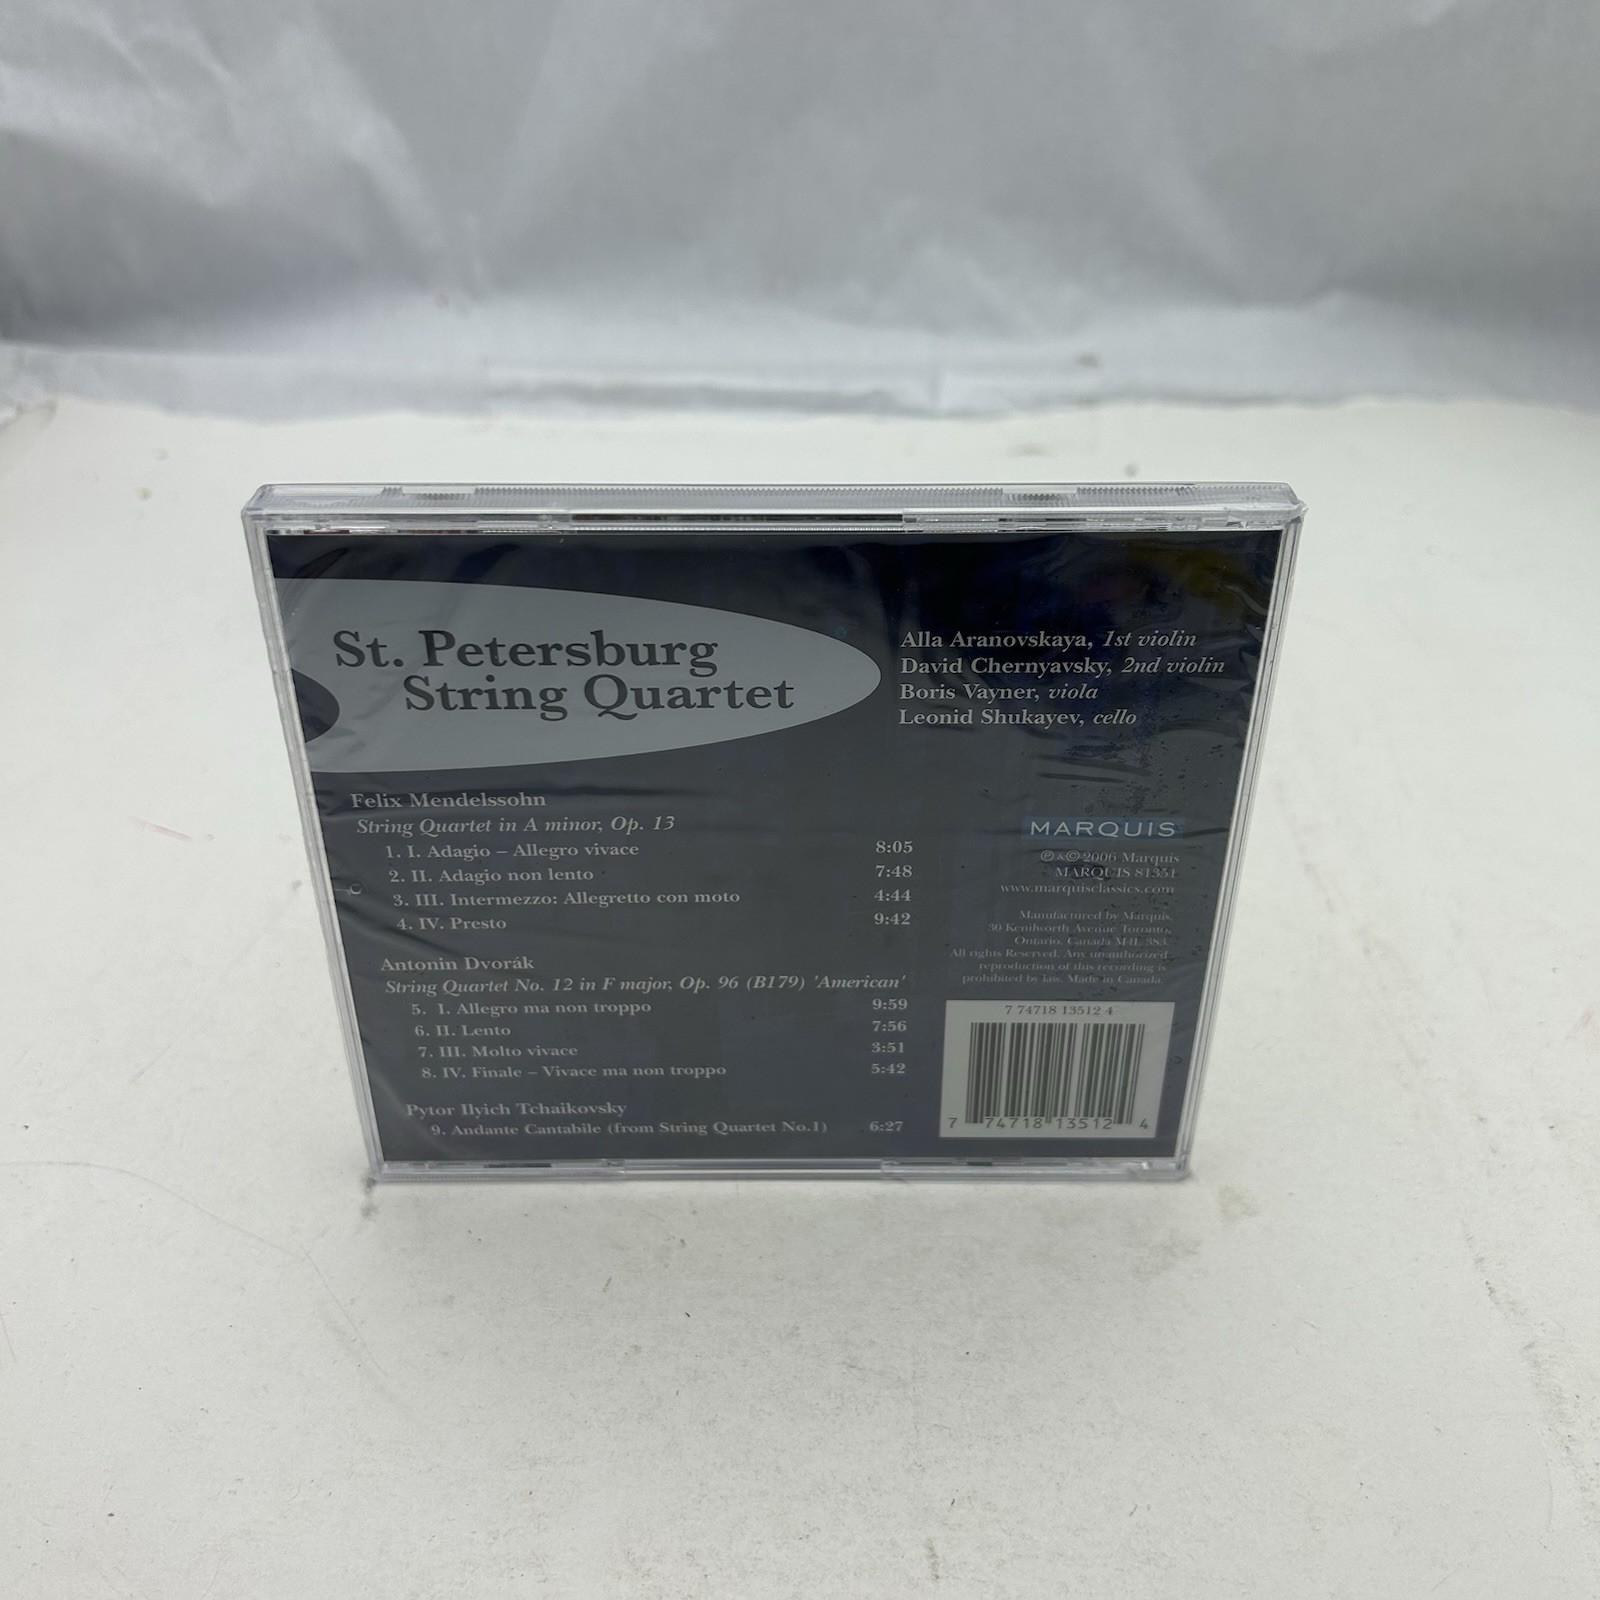 St. Petersburg
String Quartet
Alla Aranovskaya, 1st violin
David Chernyavsky, 2nd violin
Boris Vayner, viola
Leonid Shukayev, cello
Felix Mendelssohn
String Quartet in A minor, Op. 13
1. I. Adagio – Allegro vivace 8:05
2. II. Adagio non lento 7:48
3. III. Intermezzo: Allegretto con moto 4:44
4. IV. Presto 9:42
Antonin Dvorák
String Quartet No. 12 in F major, Op. 96 (B179) 'American'
5. I. Allegro ma non troppo 9:59
6. II. Lento 7:56
7. III. Molto vivace 3:51
8. IV. Finale – Vivace ma non troppo 5:42
Pytor Ilyich Tchaikovsky
9. Andante Cantabile (from String Quartet No.1) 6:27
MARQUIS
℗ & © 2006 Marquis
MARQUIS 81351
www.marquisclassics.com
Manufactured by Marquis,
30 Kenilworth Avenue Toronto,
Ontario, Canada M4L 3S3.
All rights Reserved. Any unauthorized
reproduction of this recording is
prohibited by law. Made in Canada.
7 74718 13512 4
7 74718 13512 4